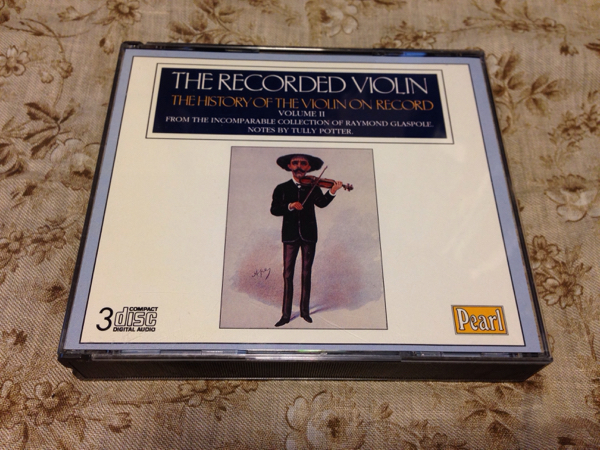 THE RECORDED VIOLIN
THE HISTORY OF THE VIOLIN ON RECORD
VOLUME II
FROM THE INCOMPARABLE COLLECTION OF RAYMOND GLASPOLE.
NOTES BY TULLY POTTER.
3
COMPACT
disc
DIGITAL AUDIO
Pearl